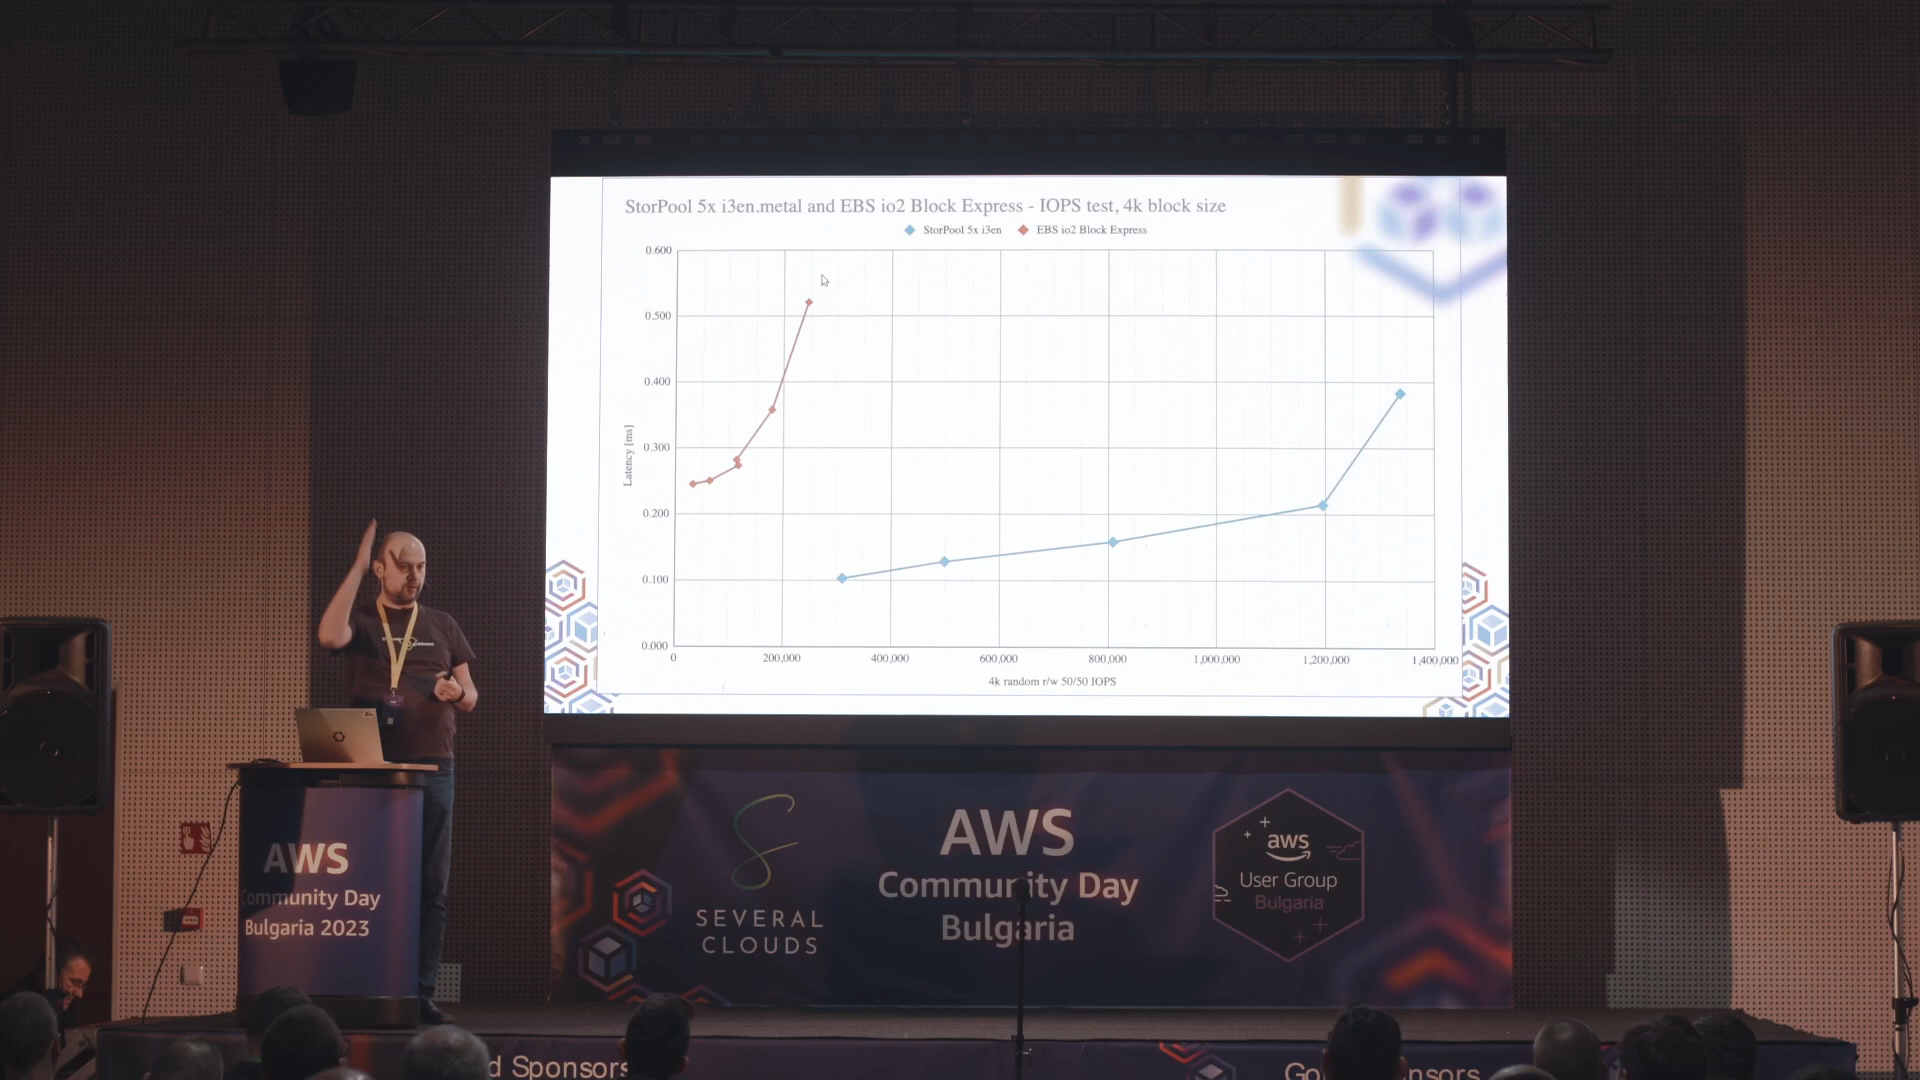 StorPool 5x i3en.metal and EBS io2 Block Express - IOPS test, 4k block size
StorPool 5x i3en
EBS io2 Block Express
0.600
0.500
0.400
0.300
0.200
0.100
0.000
Latency [ms]
0
200,000
400,000
600,000
800,000
1,000,000
1,200,000
1,400,000
4k random r/w 50/50 IOPS
AWS
Community Day
Bulgaria 2023
SEVERAL
CLOUDS
AWS
Community Day
Bulgaria
aws
User Group
Bulgaria
Sponsors